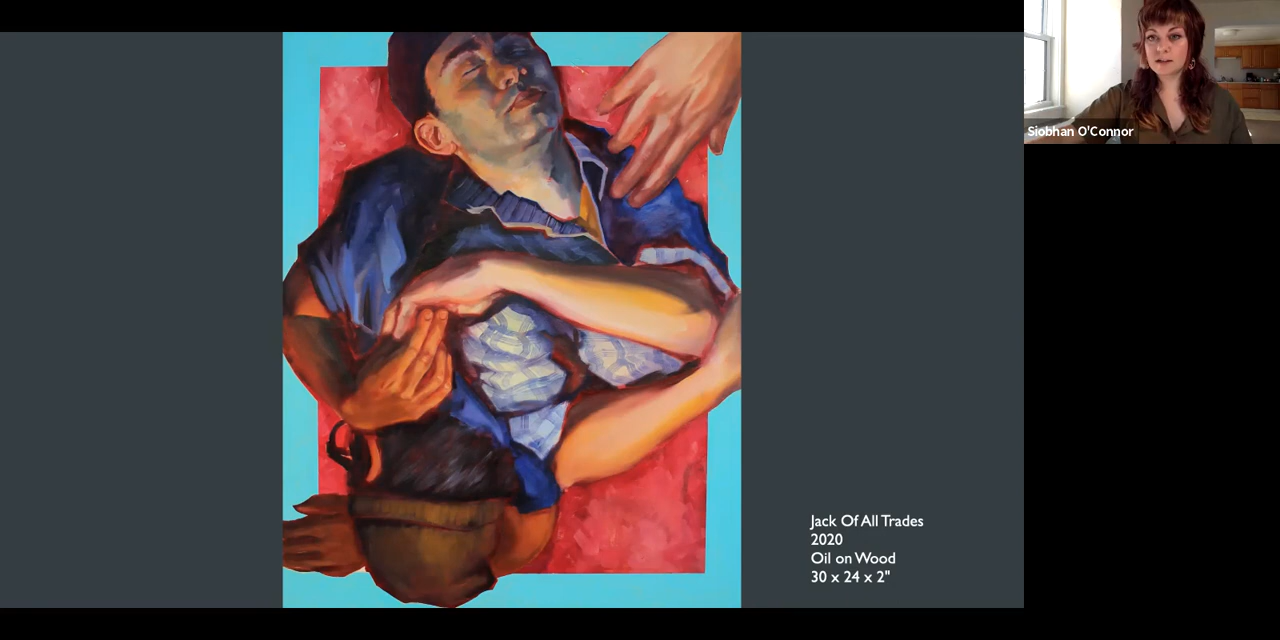 Siobhan O'Connor
Jack Of All Trades
2020
Oil on Wood
30 x 24 x 2"